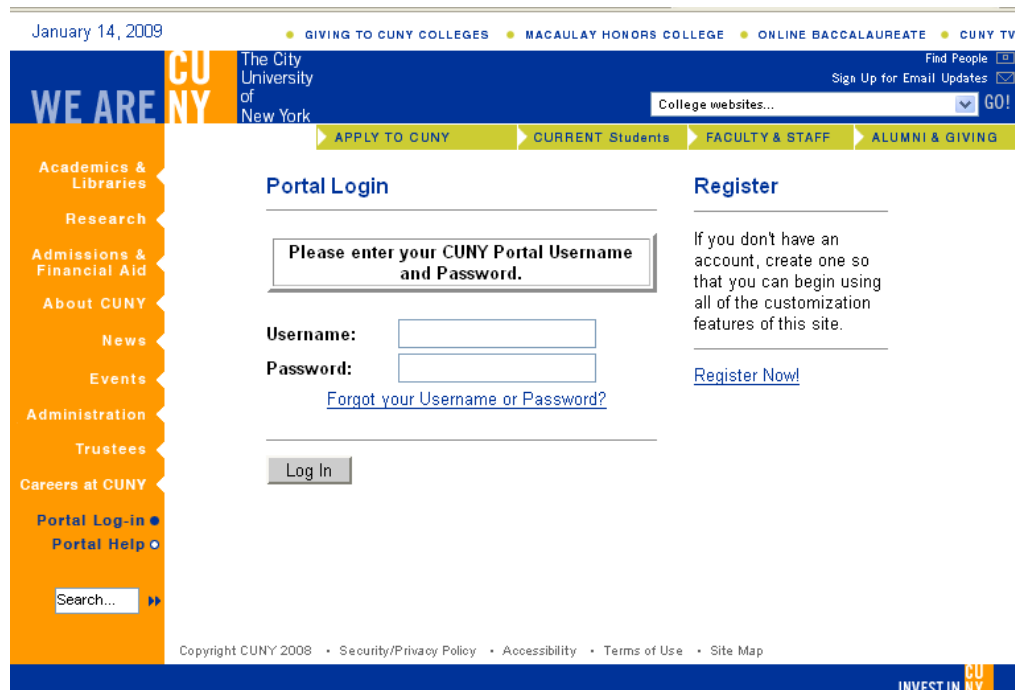 January 14, 2009
GIVING TO CUNY COLLEGES • MACAULAY HONORS COLLEGE • ONLINE BACCALAUREATE • CUNY TV
WE ARE
CU
NY
The City
University
of
New York
Find People
Sign Up for Email Updates
College websites...
GO!
APPLY TO CUNY
CURRENT Students
FACULTY & STAFF
ALUMNI & GIVING
Academics &
Libraries
Research
Admissions &
Financial Aid
About CUNY
News
Events
Administration
Trustees
Careers at CUNY
Portal Log-in
Portal Help
Search...
Portal Login
Please enter your CUNY Portal Username
and Password.
Username:
Password:
Forgot your Username or Password?
Log In
Register
If you don't have an
account, create one so
that you can begin using
all of the customization
features of this site.
Register Now!
Copyright CUNY 2008 • Security/Privacy Policy • Accessibility • Terms of Use • Site Map
INVEST IN
CU
NY